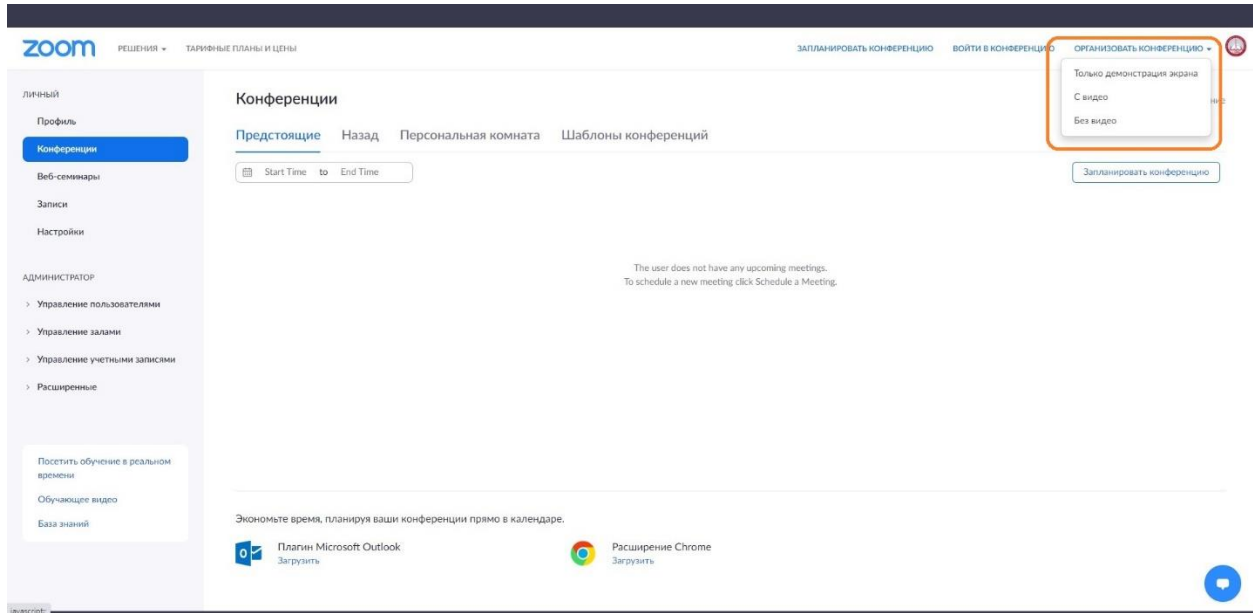 zoom
РЕШЕНИЯ
ТАРИФНЫЕ ПЛАНЫ И ЦЕНЫ
ЗАПЛАНИРОВАТЬ КОНФЕРЕНЦИЮ
ВОЙТИ В КОНФЕРЕНЦИЮ
ОРГАНИЗОВАТЬ КОНФЕРЕНЦИЮ
Только демонстрация экрана
С видео
Без видео
ЛИЧНЫЙ
Профиль
Конференции
Веб-семинары
Записи
Настройки
АДМИНИСТРАТОР
Управление пользователями
Управление залами
Управление учетными записями
Расширенные
Посетить обучение в реальном
времени
Обучающее видео
База знаний
Конференции
Предстоящие
Назад
Персональная комната
Шаблоны конференций
Start Time to End Time
Запланировать конференцию
The user does not have any upcoming meetings.
To schedule a new meeting click Schedule a Meeting.
Экономьте время, планируя ваши конференции прямо в календаре.
Плагин Microsoft Outlook
Загрузить
Расширение Chrome
Загрузить